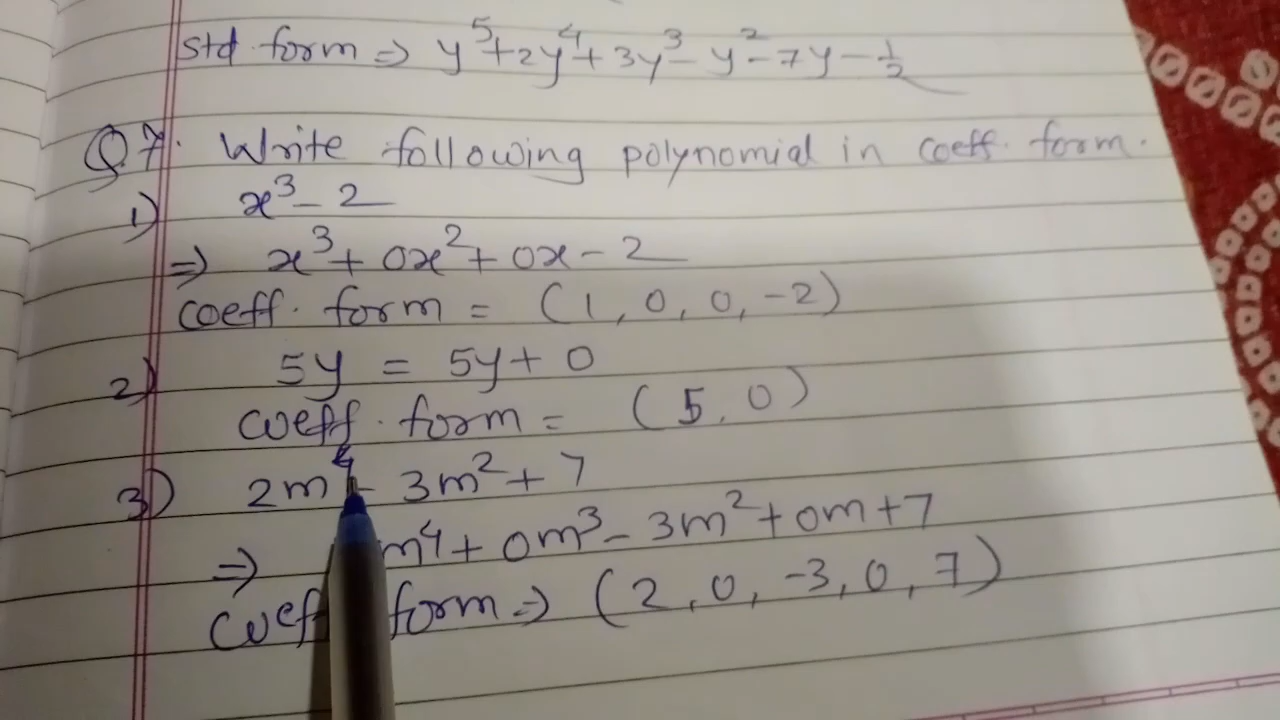 Std form ⇒ y⁵+2y⁴+3y³-y²-7y-1/2
Q7. Write following polynomial in coeff. form.
1) x³-2
⇒ x³+0x²+0x-2
coeff. form = (1, 0, 0, -2)
2) 5y = 5y+0
coeff. form = (5, 0)
3) 2m⁴-3m²+7
⇒ m⁴+0m³-3m²+0m+7
coeff form ⇒ (2, 0, -3, 0, 7)